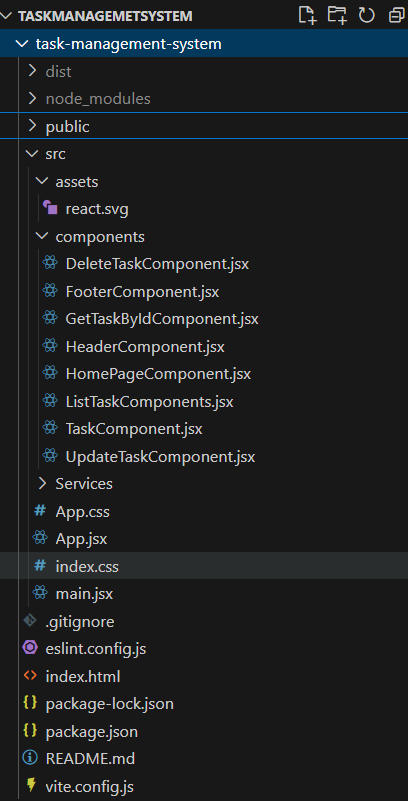 TASKMANAGEMETSYSTEM
task-management-system
dist
node_modules
public
src
assets
react.svg
components
DeleteTaskComponent.jsx
FooterComponent.jsx
GetTaskByIdComponent.jsx
HeaderComponent.jsx
HomePageComponent.jsx
ListTaskComponents.jsx
TaskComponent.jsx
UpdateTaskComponent.jsx
Services
# App.css
App.jsx
# index.css
main.jsx
.gitignore
eslint.config.js
<> index.html
{} package-lock.json
{} package.json
README.md
vite.config.js